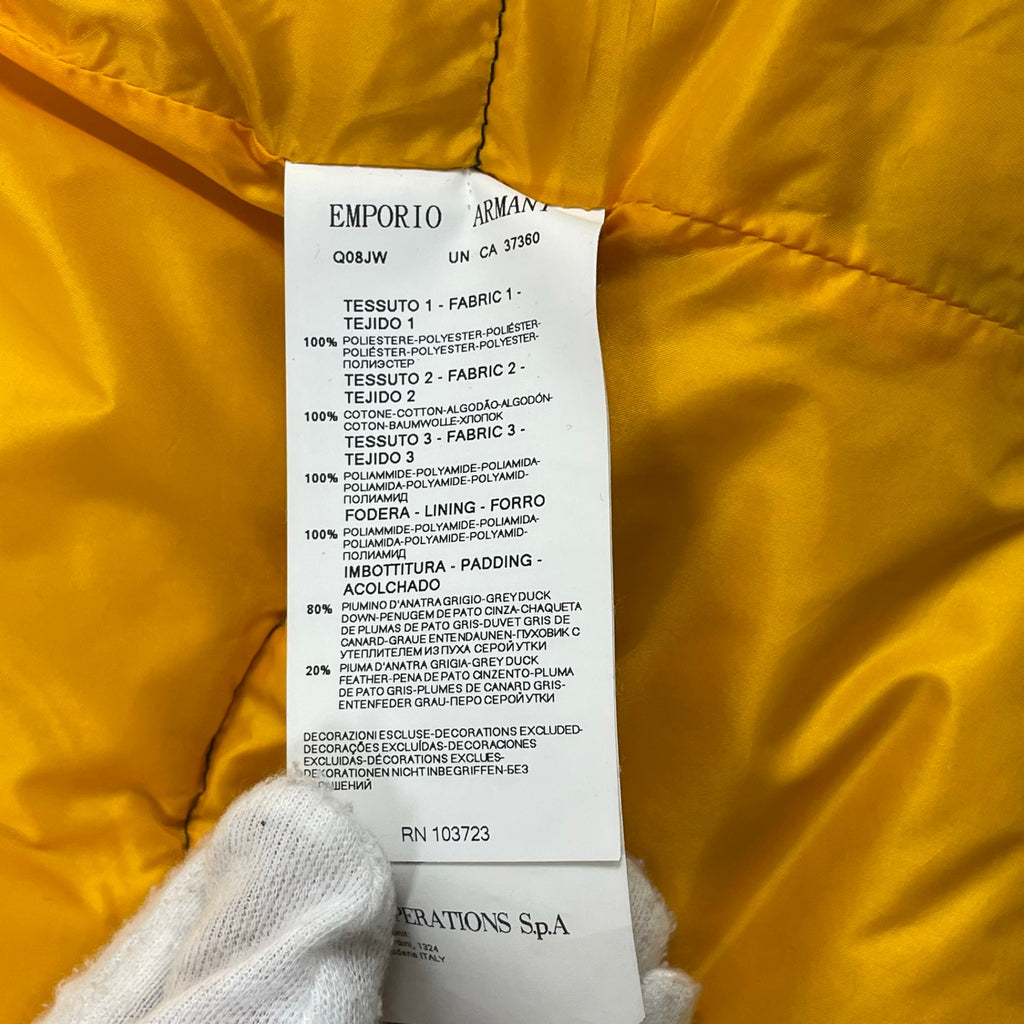 EMPORIO ARMANI
Q08JW UN CA 37360
TESSUTO 1 - FABRIC 1 -
TEJIDO 1
100% POLIESTERE-POLYESTER-POLIÉSTER-
POLIÉSTER-POLYESTER-POLYESTER-
ПОЛИЭСТЕР
TESSUTO 2 - FABRIC 2 -
TEJIDO 2
100% COTONE-COTTON-ALGODÃO-ALGODÓN-
COTON-BAUMWOLLE-ХЛОПОК
TESSUTO 3 - FABRIC 3 -
TEJIDO 3
100% POLIAMMIDE-POLYAMIDE-POLIAMIDA-
POLIAMIDA-POLYAMIDE-POLYAMID-
ПОЛИАМИД
FODERA - LINING - FORRO
100% POLIAMMIDE-POLYAMIDE-POLIAMIDA-
POLIAMIDA-POLYAMIDE-POLYAMID-
ПОЛИАМИД
IMBOTTITURA - PADDING -
ACOLCHADO
80% PIUMINO D'ANATRA GRIGIO-GREY DUCK
DOWN-PENUGEM DE PATO CINZA-CHAQUETA
DE PLUMAS DE PATO GRIS-DUVET GRIS DE
CANARD-GRAUE ENTENDAUNEN-ПУХОВИК С
УТЕПЛИТЕЛЕМ ИЗ ПУХА СЕРОЙ УТКИ
20% PIUMA D'ANATRA GRIGIA-GREY DUCK
FEATHER-PENA DE PATO CINZENTO-PLUMA
DE PATO GRIS-PLUMES DE CANARD GRIS-
ENTENFEDER GRAU-ПЕРО СЕРОЙ УТКИ
DECORAZIONI ESCLUSE-DECORATIONS EXCLUDED-
DECORAÇÕES EXCLUÍDAS-DECORACIONES
EXCLUIDAS-DÉCORATIONS EXCLUES-
DEKORATIONEN NICHT INBEGRIFFEN-БЕЗ
УКРАШЕНИЙ
RN 103723
PERATIONS S.p.A
1324
ITALY